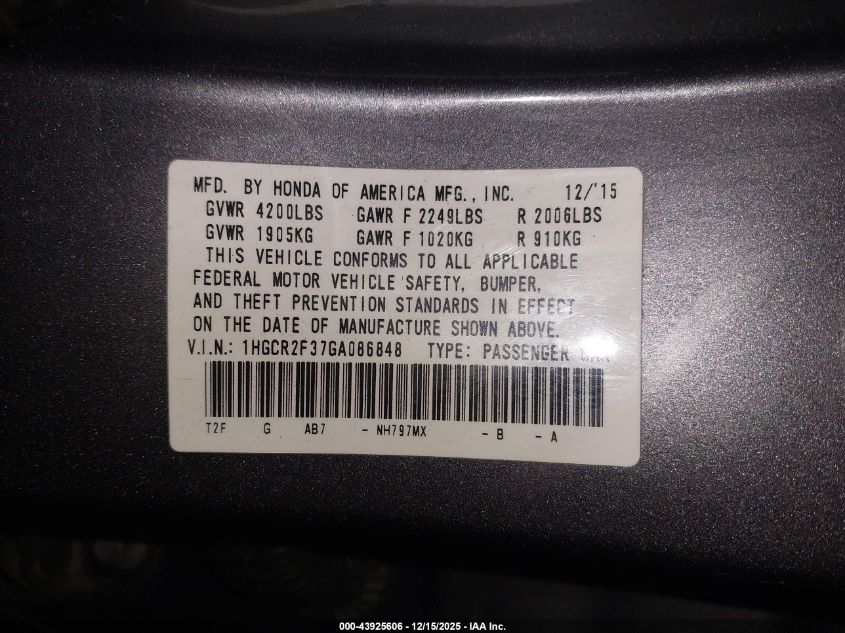 MFD. BY HONDA OF AMERICA MFG., INC. 12/'15
GVWR 4200LBS GAWR F 2249LBS R 2006LBS
GVWR 1905KG GAWR F 1020KG R 910KG
THIS VEHICLE CONFORMS TO ALL APPLICABLE
FEDERAL MOTOR VEHICLE SAFETY, BUMPER,
AND THEFT PREVENTION STANDARDS IN EFFECT
ON THE DATE OF MANUFACTURE SHOWN ABOVE.
V.I.N.: 1HGCR2F37GA086848 TYPE: PASSENGER CAR
T2F G AB7 - NH797MX - B - A
000-43925606 - 12/15/2025 - IAA Inc.